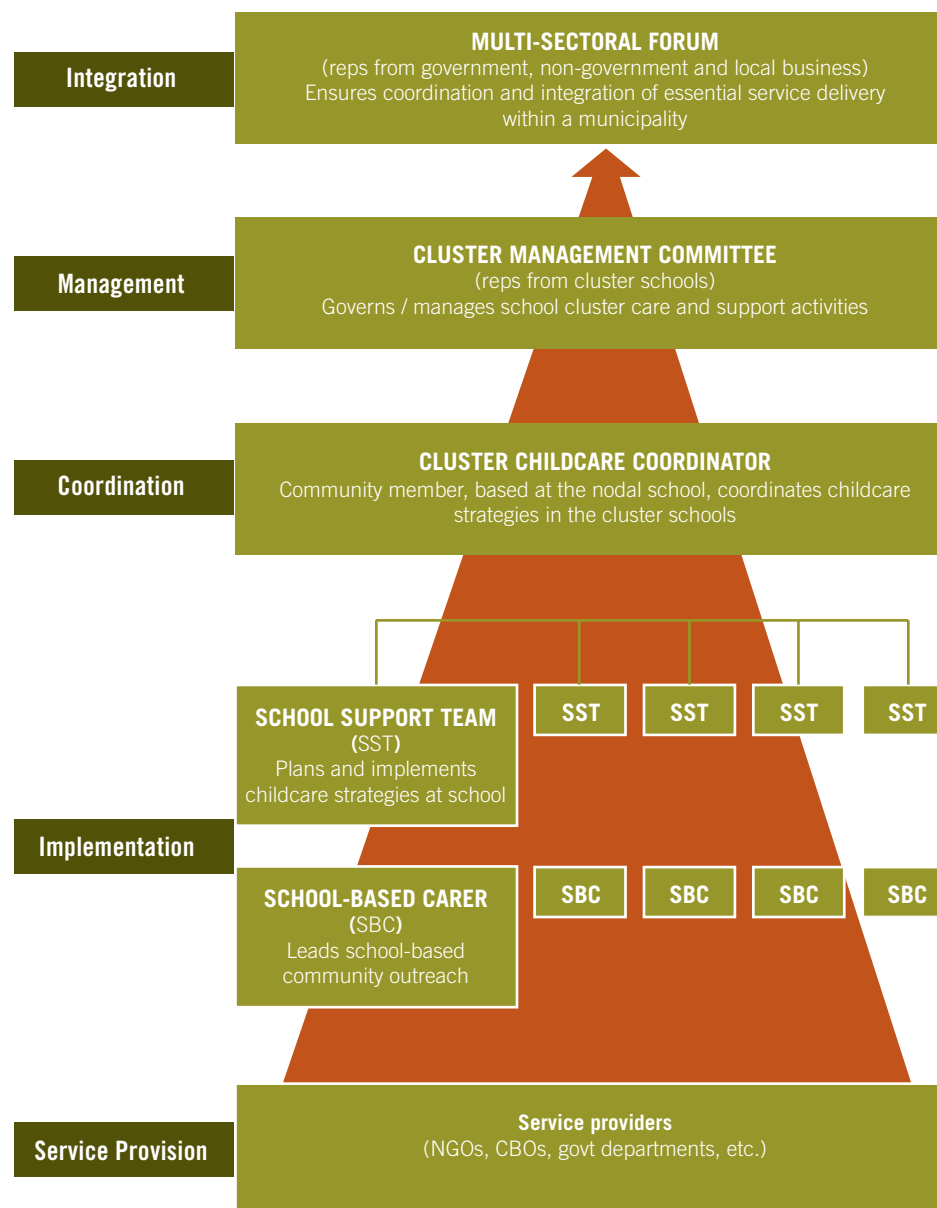 Integration
MULTI-SECTORAL FORUM
(reps from government, non-government and local business)
Ensures coordination and integration of essential service delivery
within a municipality
Management
CLUSTER MANAGEMENT COMMITTEE
(reps from cluster schools)
Governs / manages school cluster care and support activities
Coordination
CLUSTER CHILDCARE COORDINATOR
Community member, based at the nodal school, coordinates childcare
strategies in the cluster schools
Implementation
SCHOOL SUPPORT TEAM
(SST)
Plans and implements
childcare strategies at school
SST
SST
SST
SST
SCHOOL-BASED CARER
(SBC)
Leads school-based
community outreach
SBC
SBC
SBC
SBC
Service Provision
Service providers
(NGOs, CBOs, govt departments, etc.)